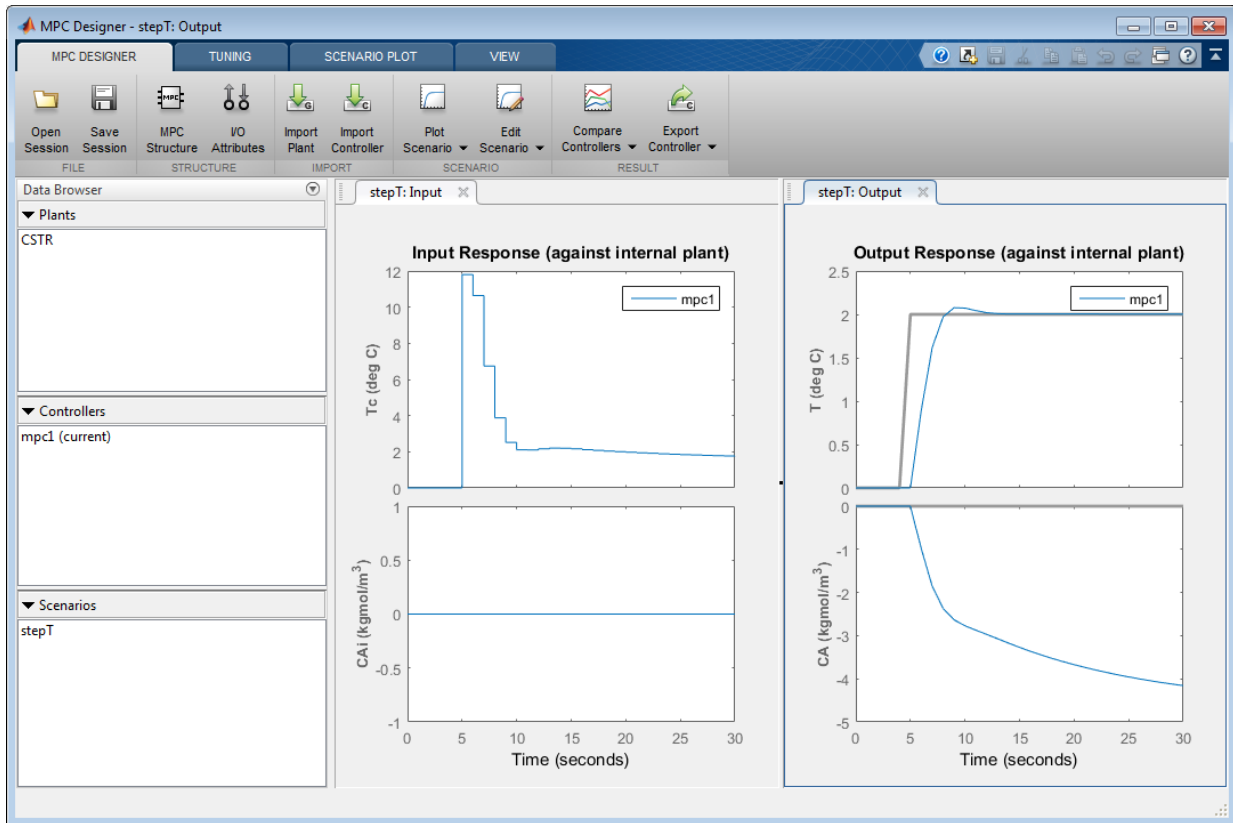 MPC Designer - stepT: Output
MPC DESIGNER TUNING SCENARIO PLOT VIEW
Open Session
Save Session
MPC Structure
I/O Attributes
Import Plant
Import Controller
Plot Scenario
Edit Scenario
Compare Controllers
Export Controller
FILE STRUCTURE IMPORT SCENARIO RESULT
Data Browser
Plants
CSTR
Controllers
mpc1 (current)
Scenarios
stepT
stepT: Input
Input Response (against internal plant)
mpc1
Tc (deg C)
12
10
8
6
4
2
0
CAi (kgmol/m³)
1
0.5
0
-0.5
-1
0 5 10 15 20 25 30
Time (seconds)
stepT: Output
Output Response (against internal plant)
mpc1
T (deg C)
2.5
2
1.5
1
0.5
0
CA (kgmol/m³)
0
-1
-2
-3
-4
-5
0 5 10 15 20 25 30
Time (seconds)